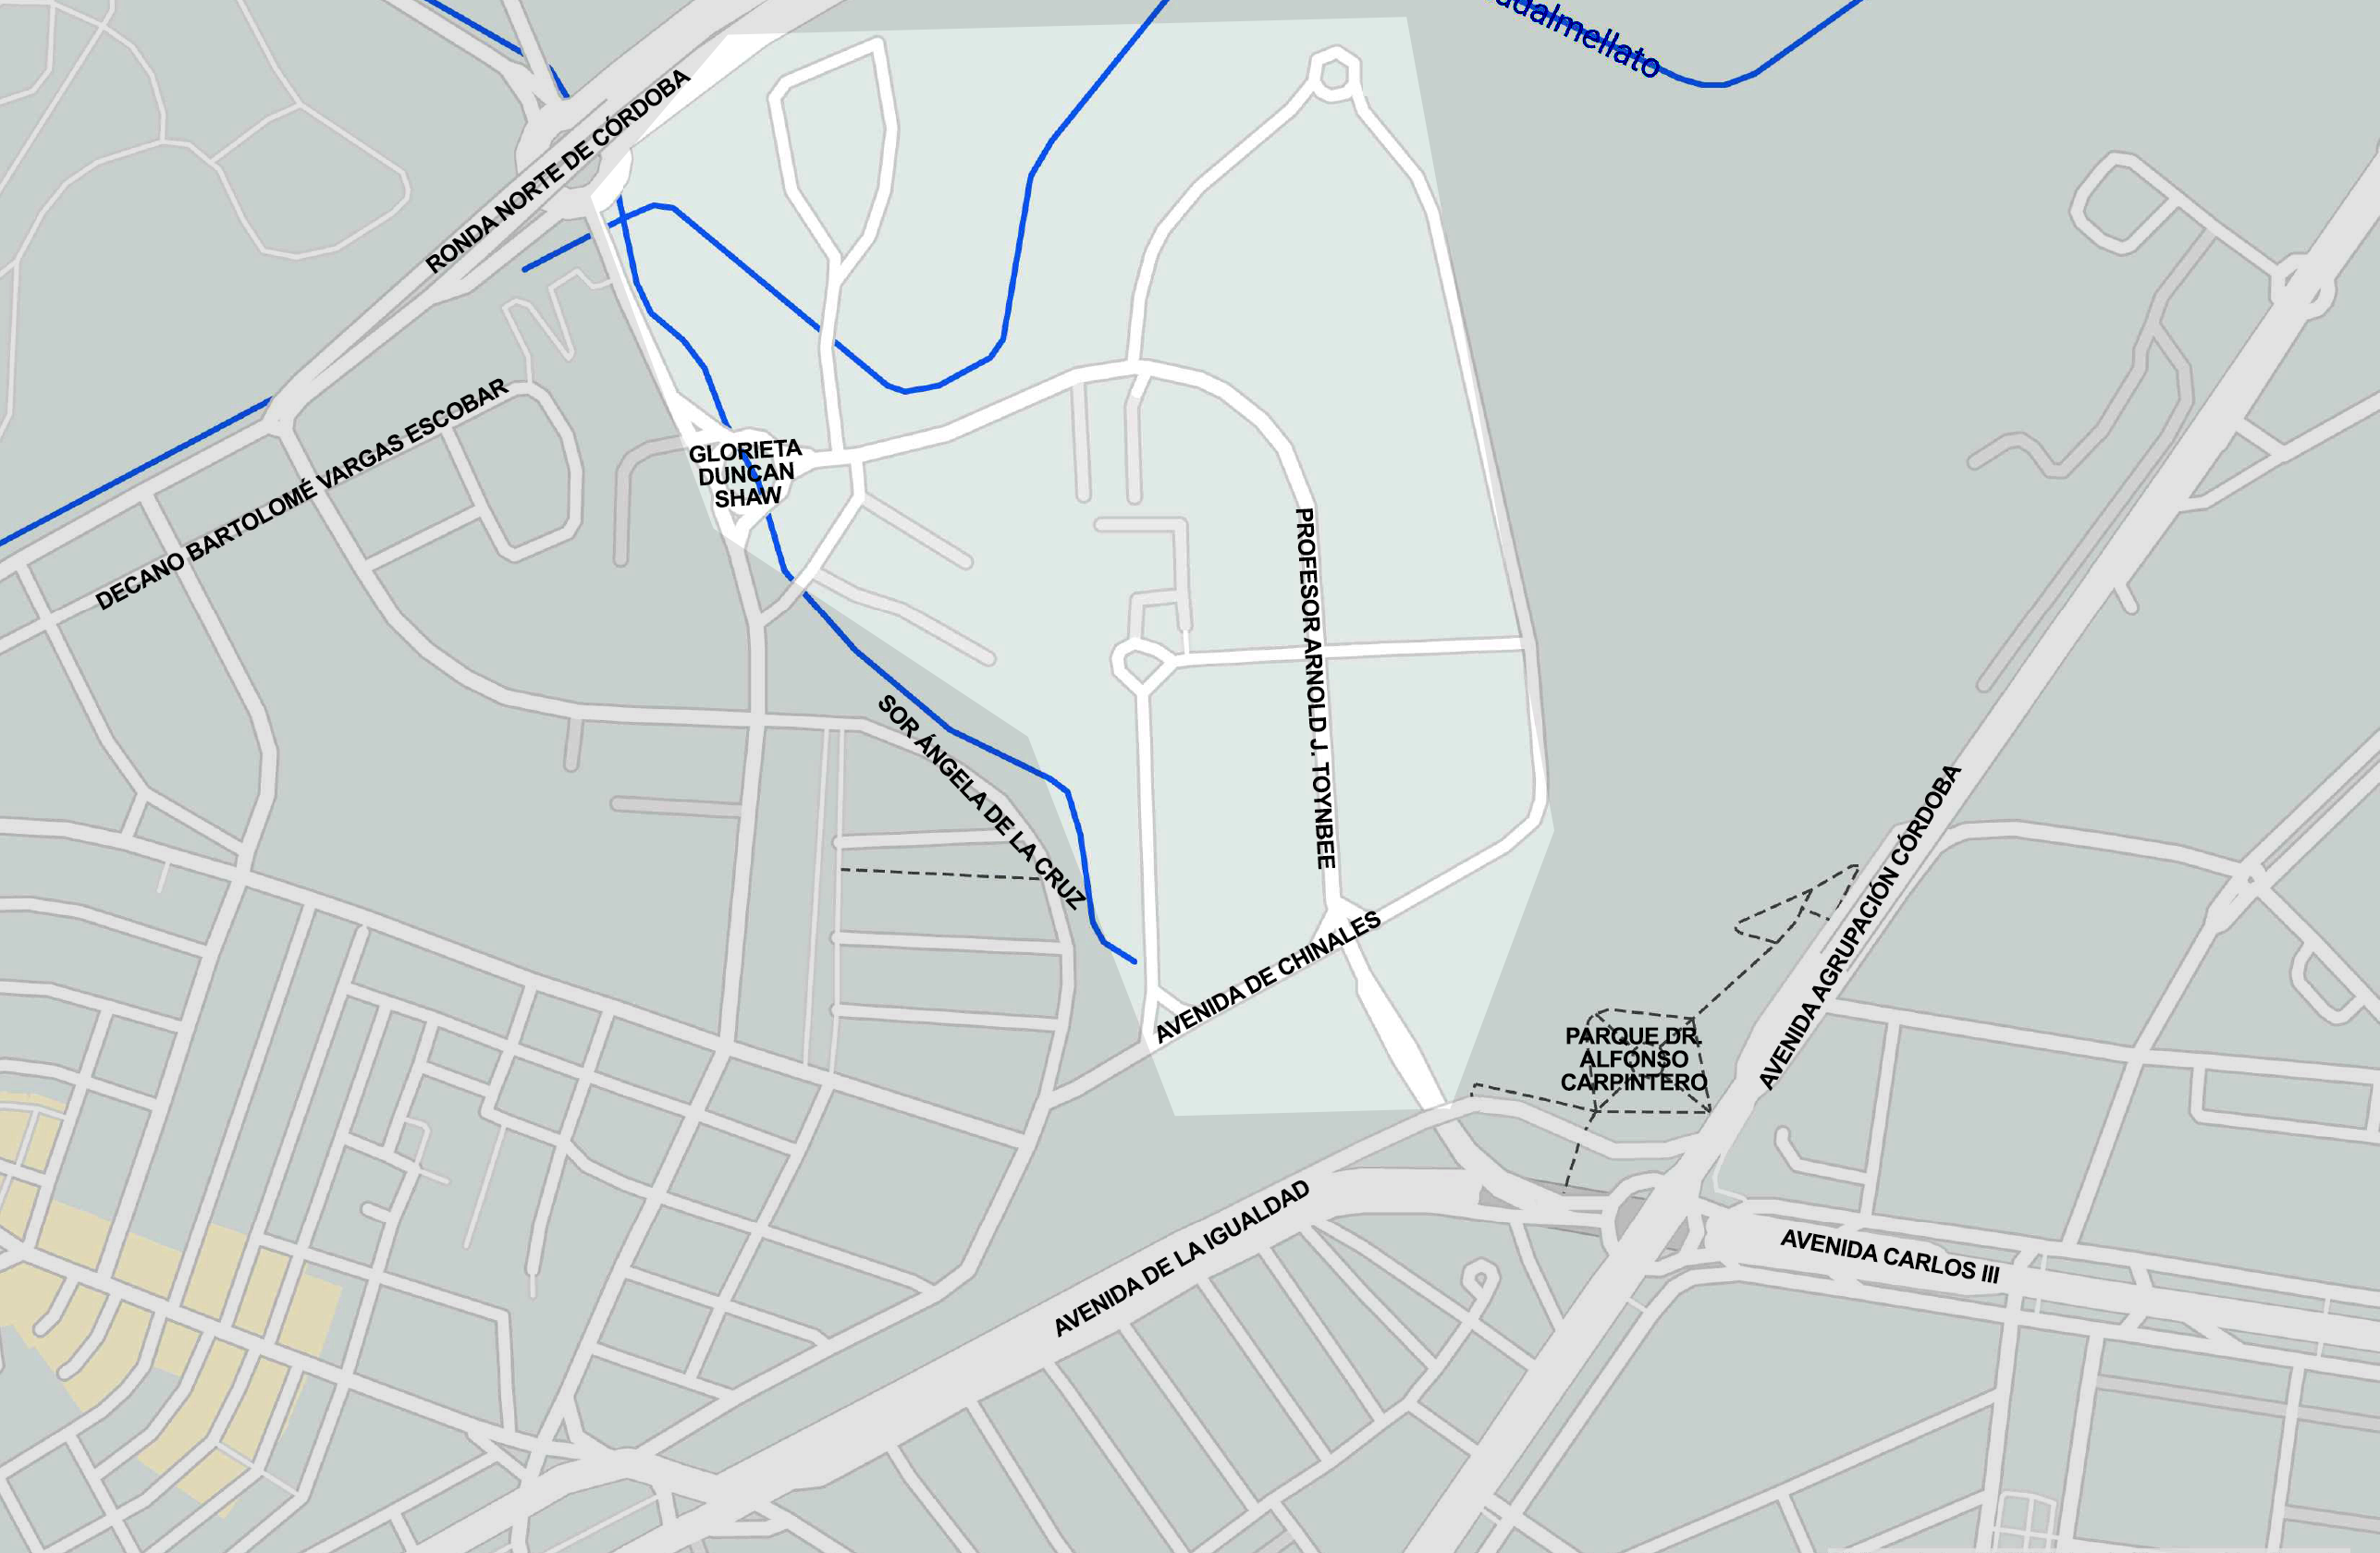 RONDA NORTE DE CÓRDOBA
DECANO BARTOLOMÉ VARGAS ESCOBAR
GLORIETA
DUNCAN
SHAW
PROFESOR ARNOLD J. TOYNBEE
SOR ÁNGELA DE LA CRUZ
AVENIDA DE CHINALES
AVENIDA AGRUPACIÓN CÓRDOBA
PARQUE DR.
ALFONSO
CARPINTERO
AVENIDA DE LA IGUALDAD
AVENIDA CARLOS III